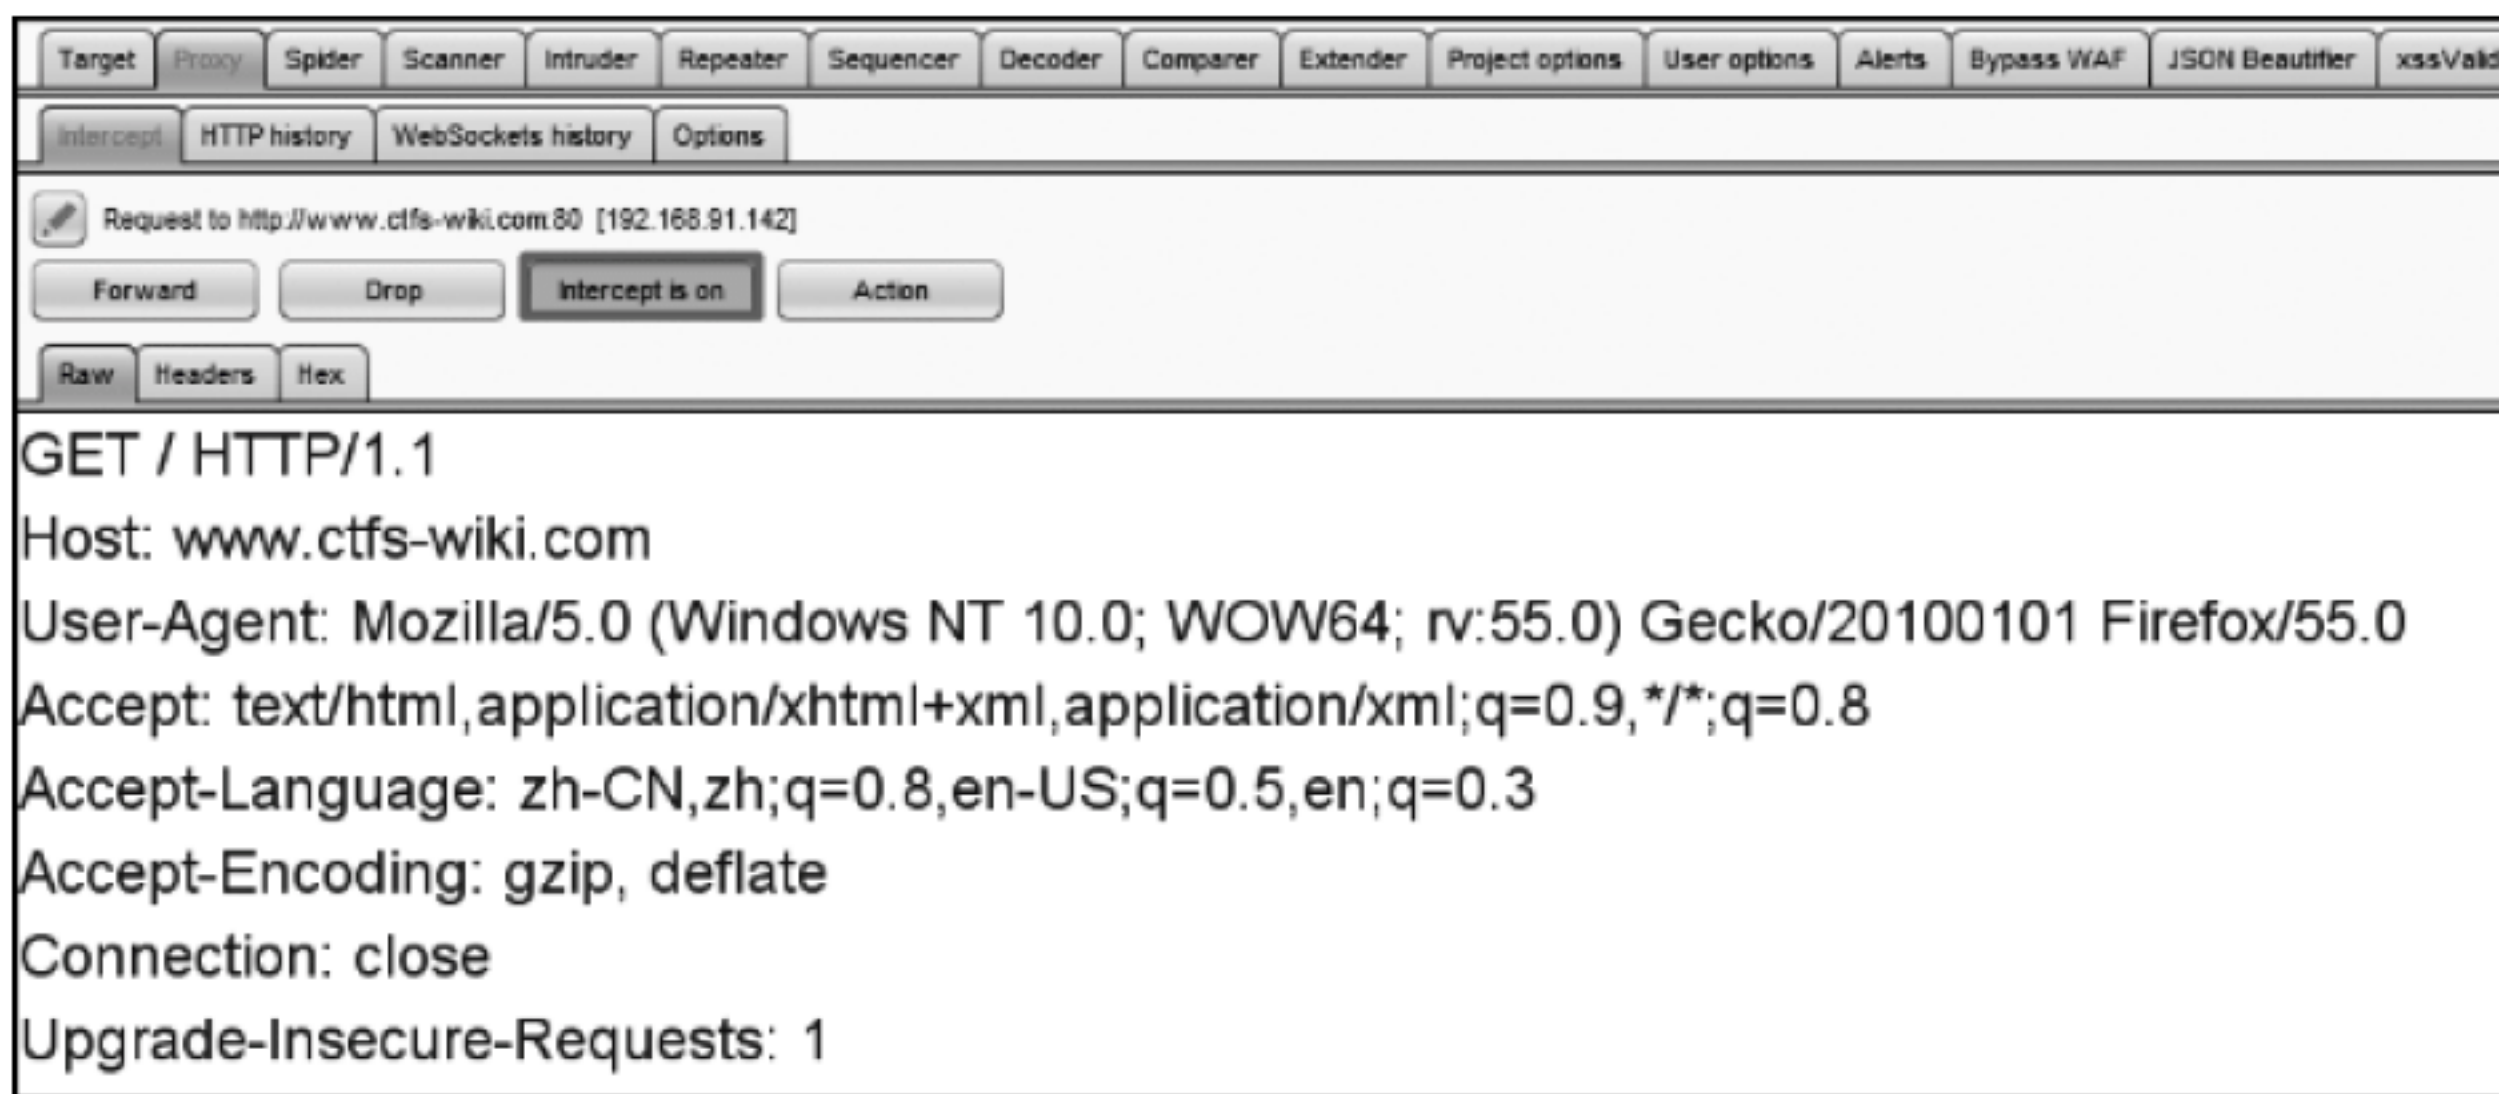 Target Proxy Spider Scanner Intruder Repeater Sequencer Decoder Comparer Extender Project options User options Alerts Bypass WAF JSON Beautifier xssValid
Intercept HTTP history WebSockets history Options
Request to http://www.ctfs-wiki.com:80 [192.168.91.142]
Forward Drop Intercept is on Action
Raw Headers Hex
GET / HTTP/1.1
Host: www.ctfs-wiki.com
User-Agent: Mozilla/5.0 (Windows NT 10.0; WOW64; rv:55.0) Gecko/20100101 Firefox/55.0
Accept: text/html,application/xhtml+xml,application/xml;q=0.9,*/*;q=0.8
Accept-Language: zh-CN,zh;q=0.8,en-US;q=0.5,en;q=0.3
Accept-Encoding: gzip, deflate
Connection: close
Upgrade-Insecure-Requests: 1